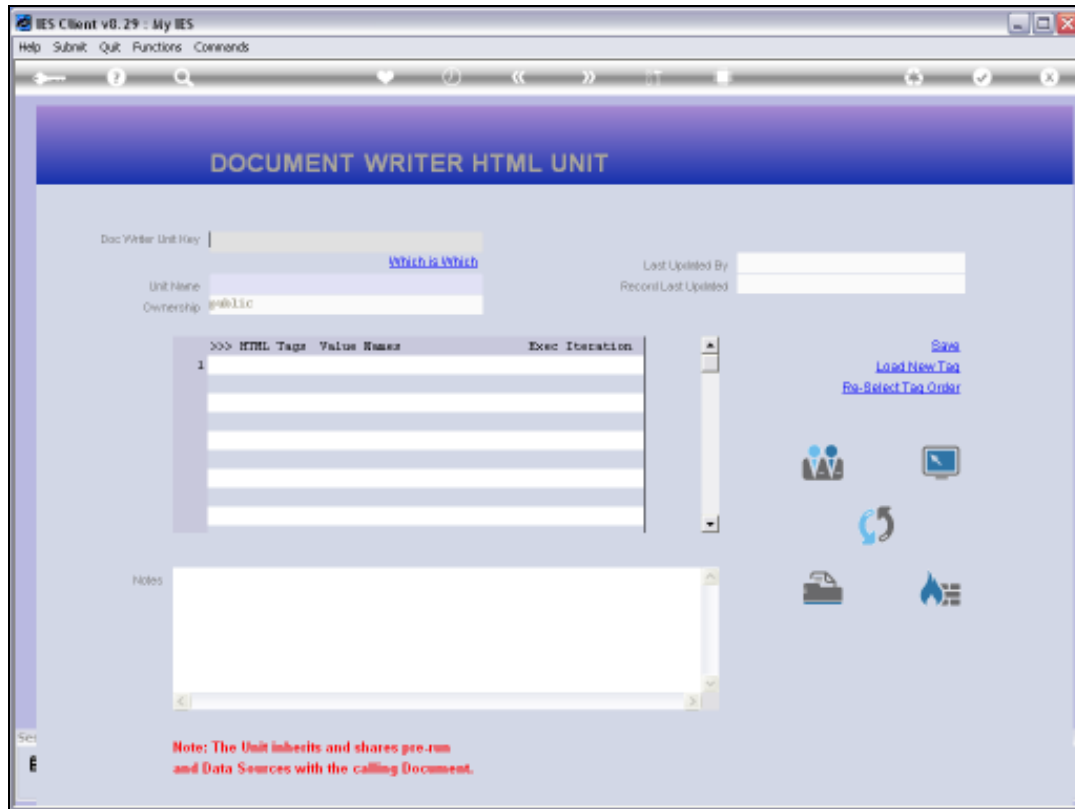 IES Client v8.29 : My IES
Help Submit Quit Functions Commands
DOCUMENT WRITER HTML UNIT
Doc Writer Unit Key
Which is Which
Last Updated By
Unit Name
Record Last Updated
Ownership public
>>> HTML Tags Value Names Exec Iteration
1
Save
Load New Tag
Re-Select Tag Order
Notes
Note: The Unit inherits and shares pre-run
and Data Sources with the calling Document.